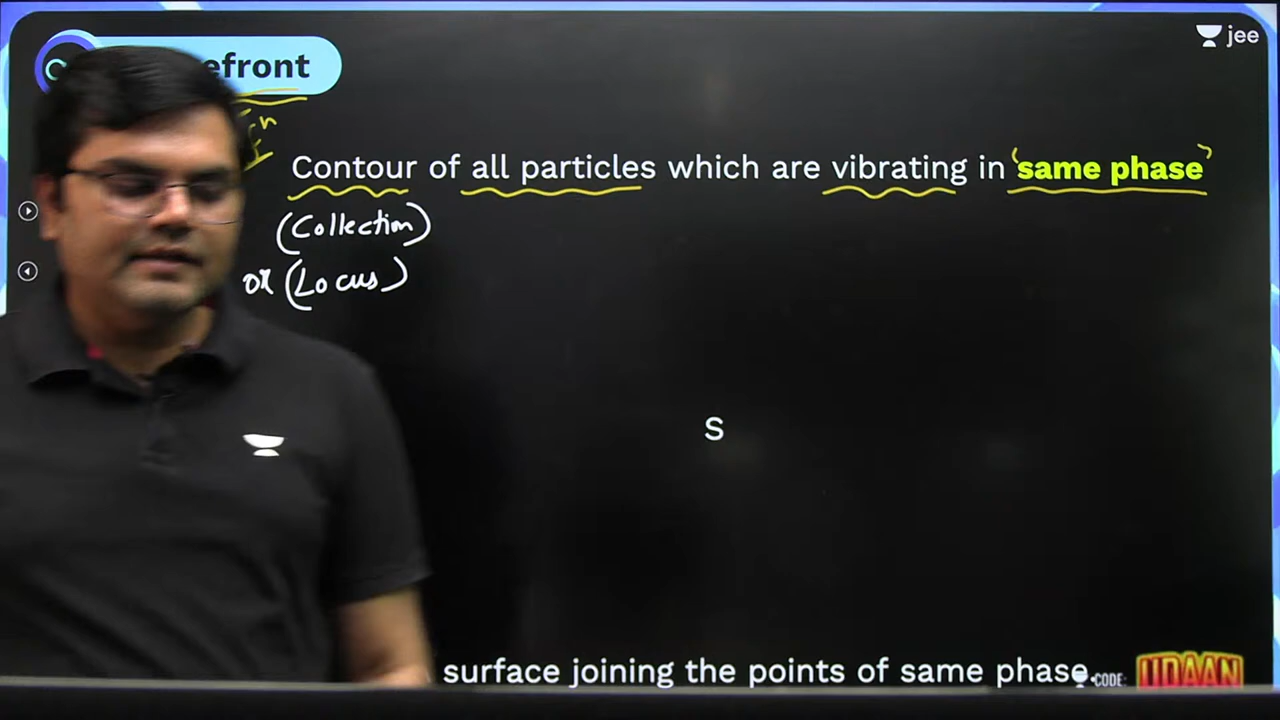 efront
jee
Contour of all particles which are vibrating in 'same phase'
(Collection)
or (Locus)
S
surface joining the points of same phase.
CODE: UDAAN